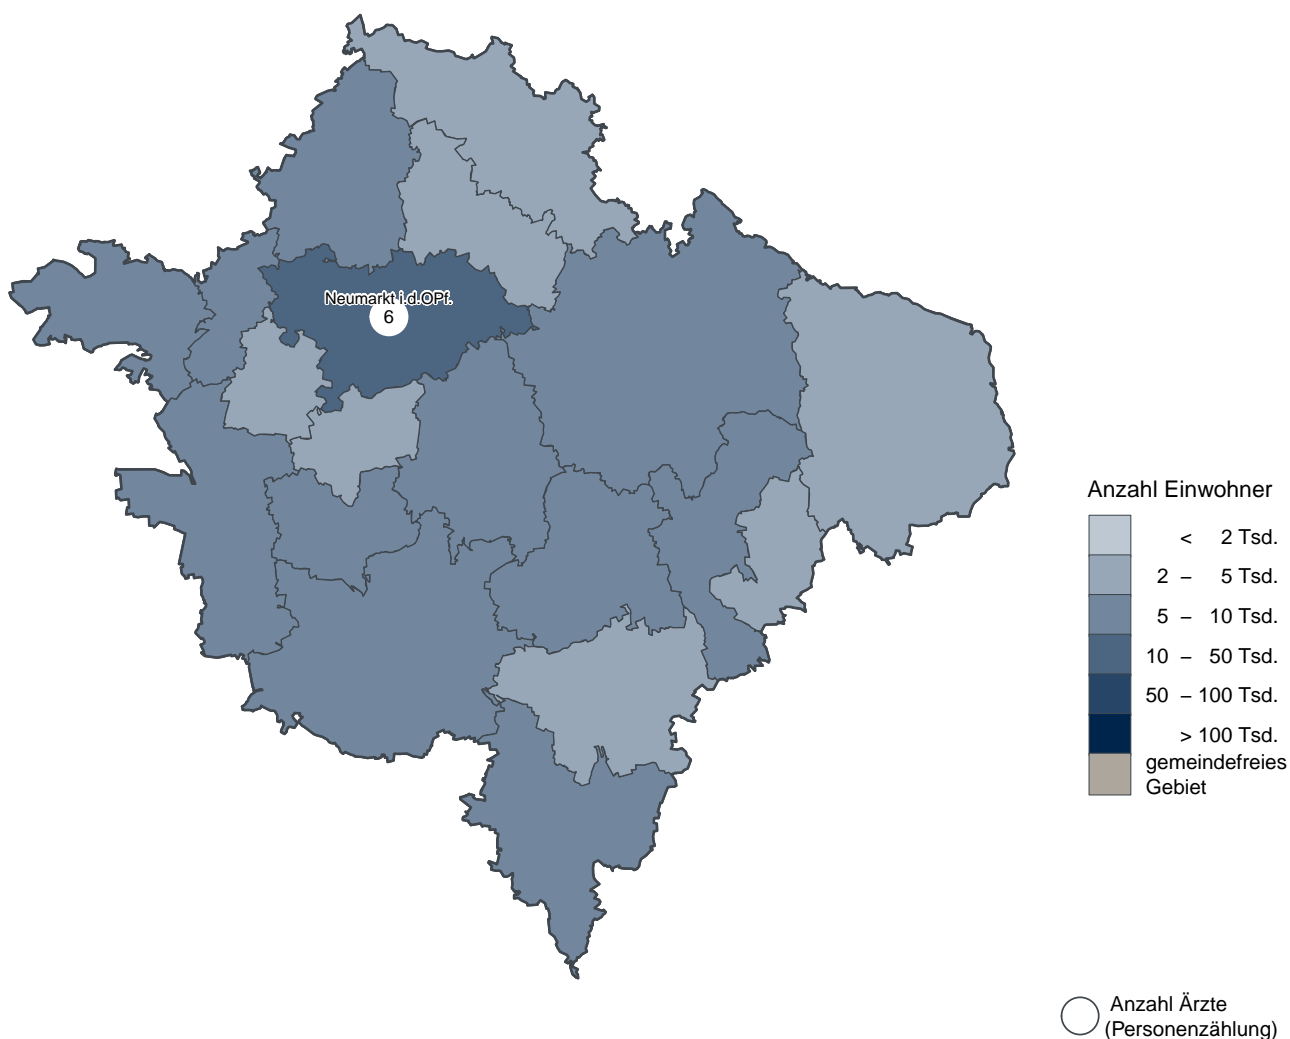 Neumarkt i.d.OPf.
6
Anzahl Einwohner
< 2 Tsd.
2 – 5 Tsd.
5 – 10 Tsd.
10 – 50 Tsd.
50 – 100 Tsd.
> 100 Tsd.
gemeindefreies
Gebiet
Anzahl Ärzte
(Personenzählung)